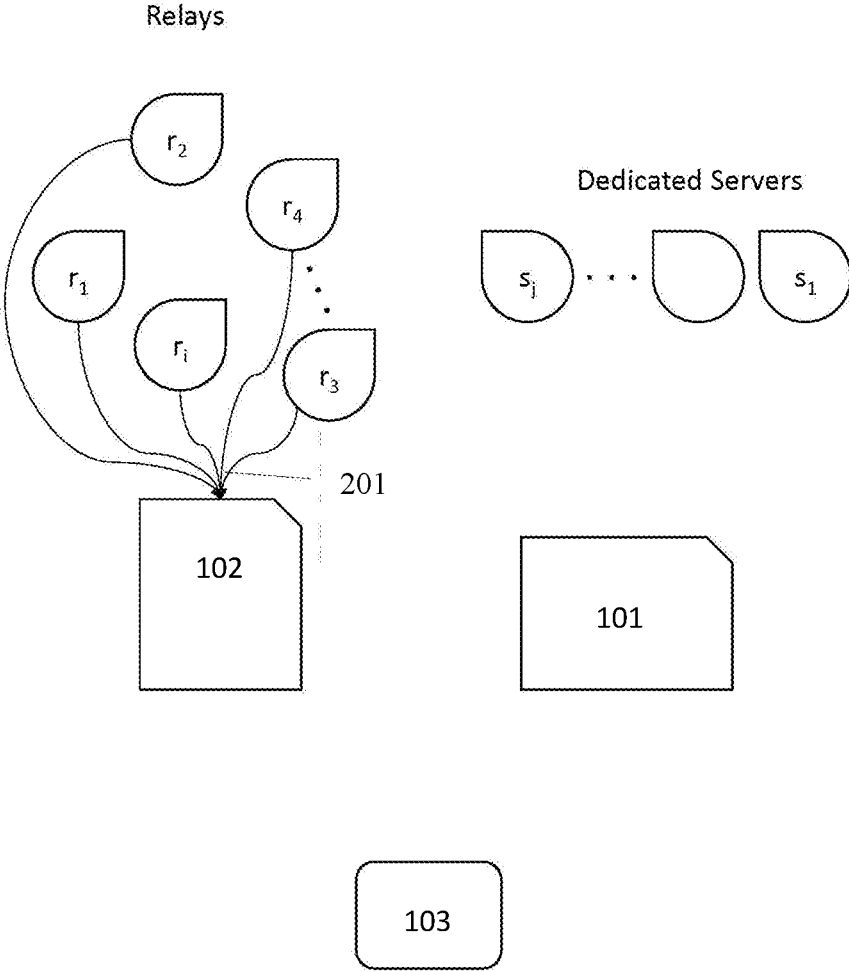 Relays
r2
r4
Dedicated Servers
r1
sj
s1
ri
r3
201
102
101
103